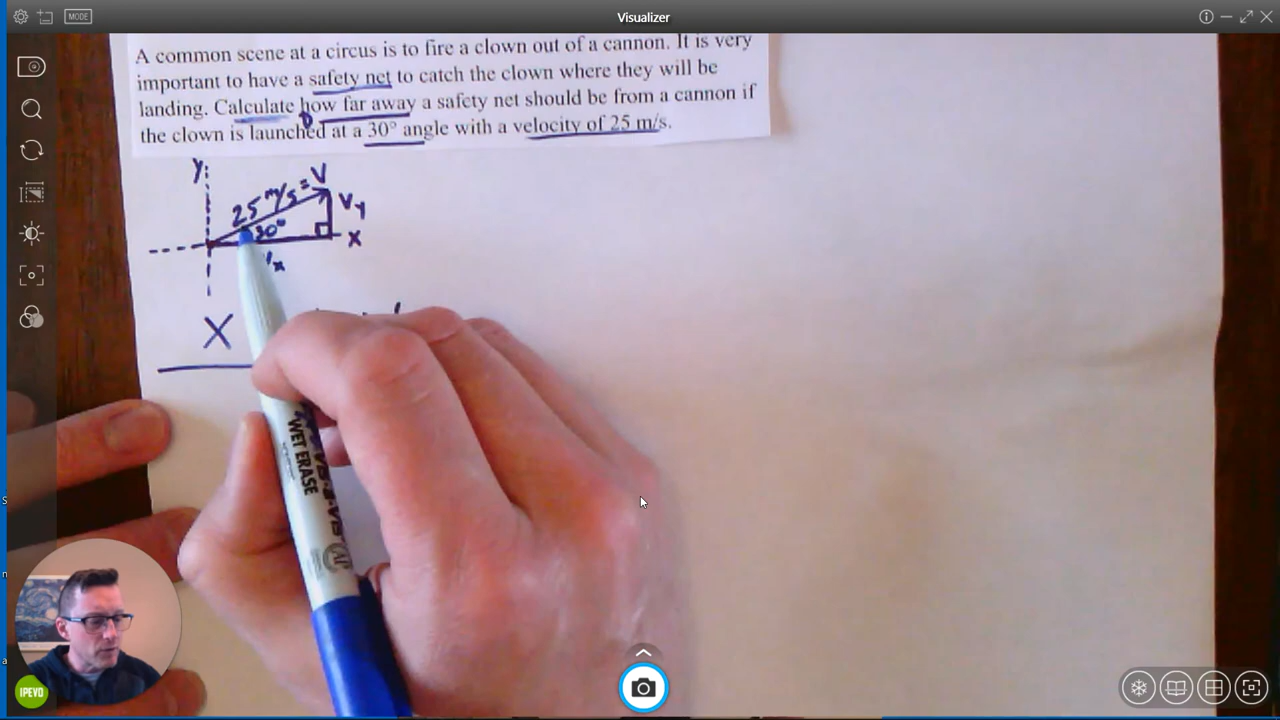 Visualizer
MODE
A common scene at a circus is to fire a clown out of a cannon. It is very
important to have a safety net to catch the clown where they will be
landing. Calculate how far away a safety net should be from a cannon if
the clown is launched at a 30° angle with a velocity of 25 m/s.
y
25 m/s = V
Vy
30°
x
x
X
WET ERASE
AP
IPEVO